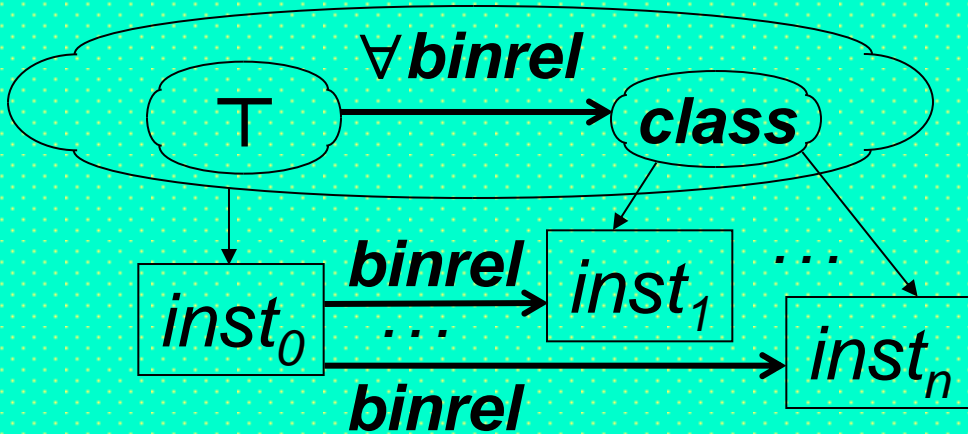 ∀binrel
⊤
class
binrel
inst₁
...
inst₀
...
instₙ
binrel